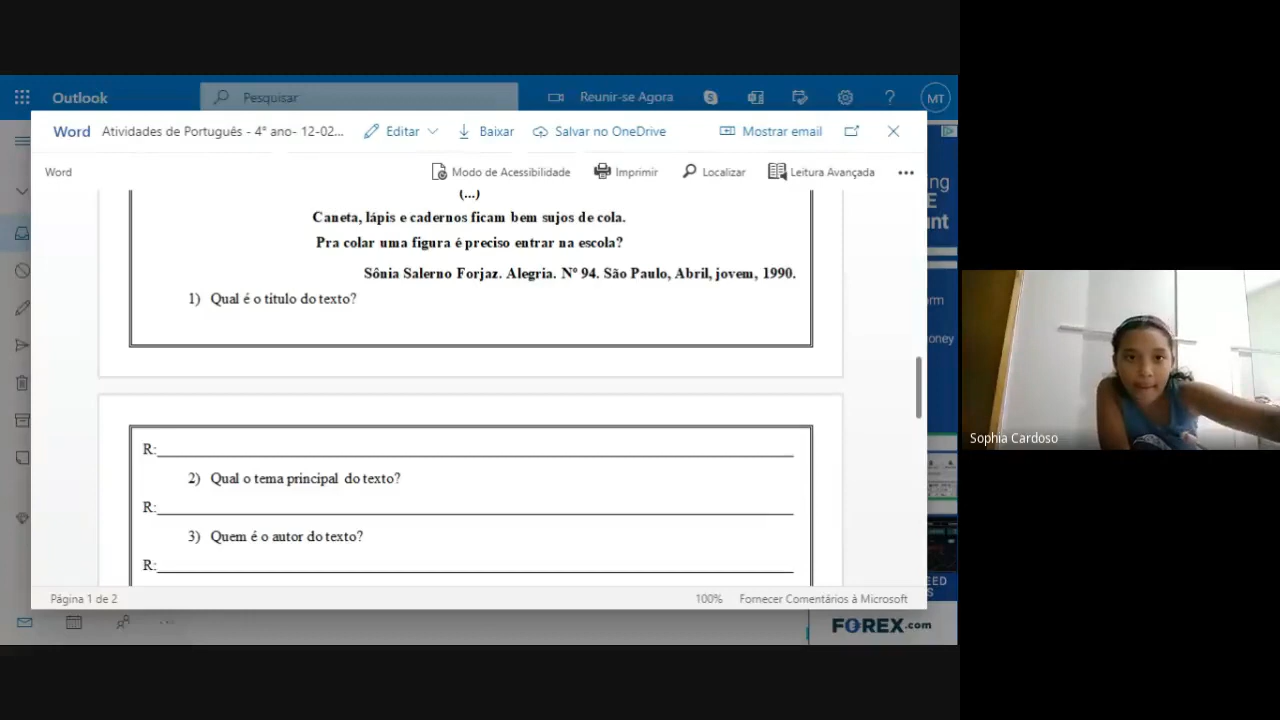 Outlook
Pesquisar
Reunir-se Agora
MT
Word
Atividades de Português - 4° ano- 12-02...
Editar
Baixar
Salvar no OneDrive
Mostrar email
Word
Modo de Acessibilidade
Imprimir
Localizar
Leitura Avançada
(...)
Caneta, lápis e cadernos ficam bem sujos de cola.
Pra colar uma figura é preciso entrar na escola?
Sônia Salerno Forjaz. Alegria. Nº 94. São Paulo, Abril, jovem, 1990.
1) Qual é o título do texto?
R:
2) Qual o tema principal do texto?
R:
3) Quem é o autor do texto?
R:
Página 1 de 2
100%
Fornecer Comentários à Microsoft
FOREX.com
Sophia Cardoso